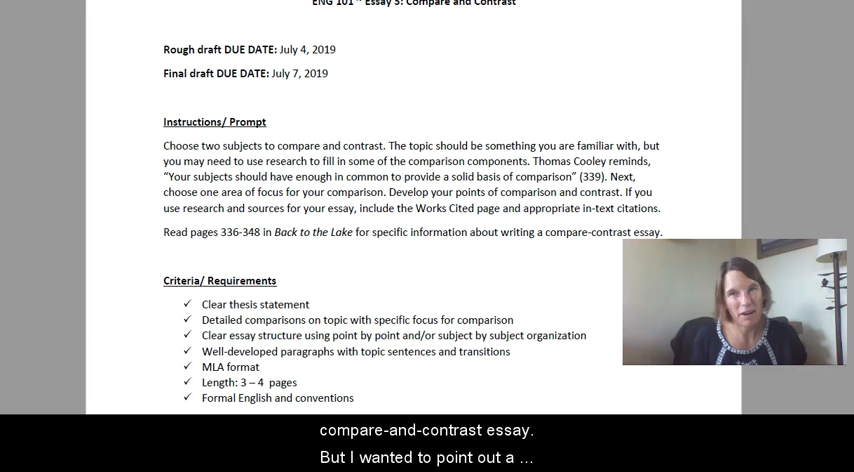 ENG 101 ~ Essay 3: Compare and Contrast
Rough draft DUE DATE: July 4, 2019
Final draft DUE DATE: July 7, 2019
Instructions/ Prompt
Choose two subjects to compare and contrast. The topic should be something you are familiar with, but
you may need to use research to fill in some of the comparison components. Thomas Cooley reminds,
“Your subjects should have enough in common to provide a solid basis of comparison” (339). Next,
choose one area of focus for your comparison. Develop your points of comparison and contrast. If you
use research and sources for your essay, include the Works Cited page and appropriate in-text citations.
Read pages 336-348 in Back to the Lake for specific information about writing a compare-contrast essay.
Criteria/ Requirements
✓ Clear thesis statement
✓ Detailed comparisons on topic with specific focus for comparison
✓ Clear essay structure using point by point and/or subject by subject organization
✓ Well-developed paragraphs with topic sentences and transitions
✓ MLA format
✓ Length: 3 – 4 pages
✓ Formal English and conventions
compare-and-contrast essay.
But I wanted to point out a ...